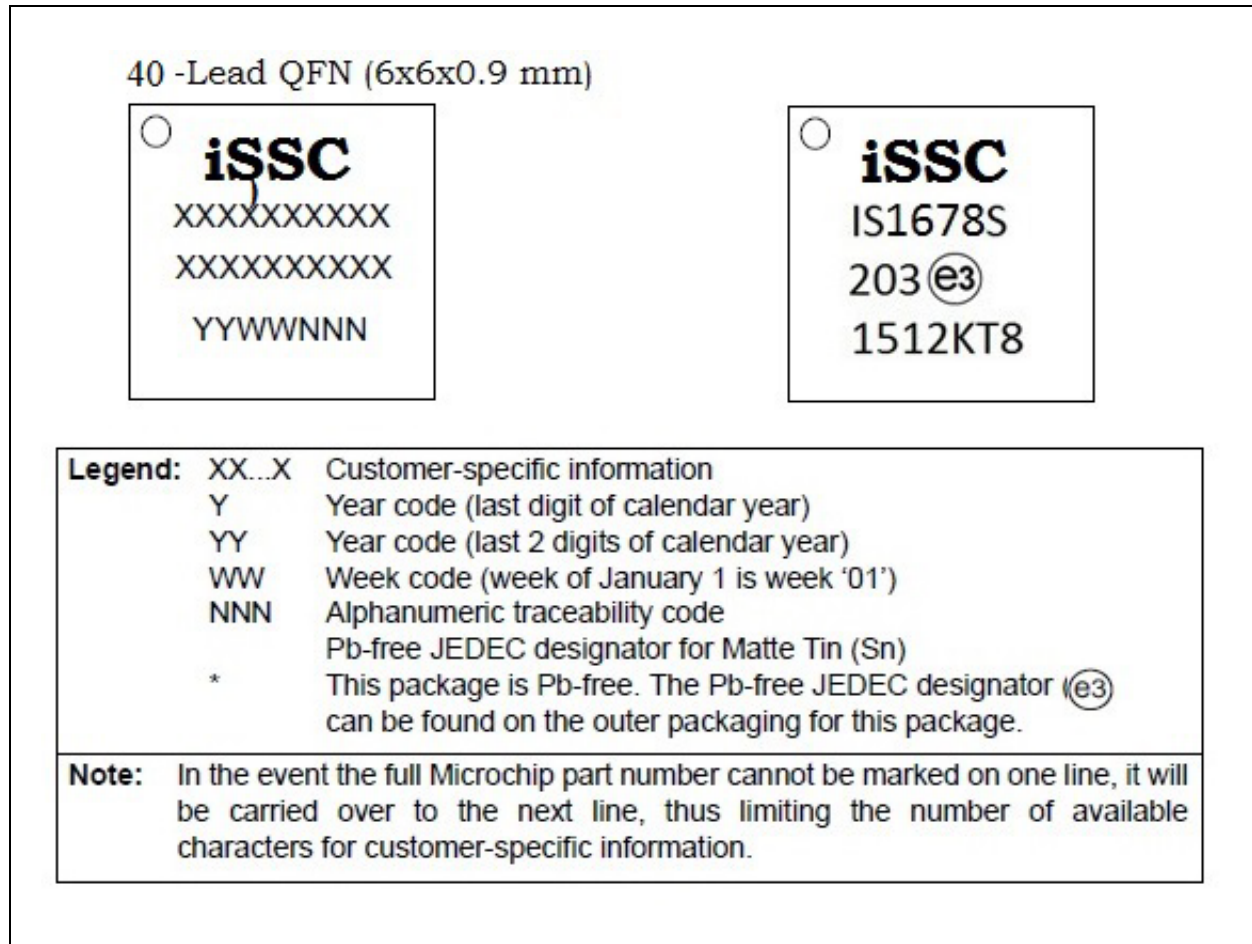 40 -Lead QFN (6x6x0.9 mm)
iSSC
)
XXXXXXXXXX
XXXXXXXXXX
YYWWNNN
iSSC
IS1678S
203 e3
1512KT8
Legend: XX...X Customer-specific information
Y Year code (last digit of calendar year)
YY Year code (last 2 digits of calendar year)
WW Week code (week of January 1 is week ‘01’)
NNN Alphanumeric traceability code
Pb-free JEDEC designator for Matte Tin (Sn)
* This package is Pb-free. The Pb-free JEDEC designator (e3)
can be found on the outer packaging for this package.
Note: In the event the full Microchip part number cannot be marked on one line, it will
be carried over to the next line, thus limiting the number of available
characters for customer-specific information.